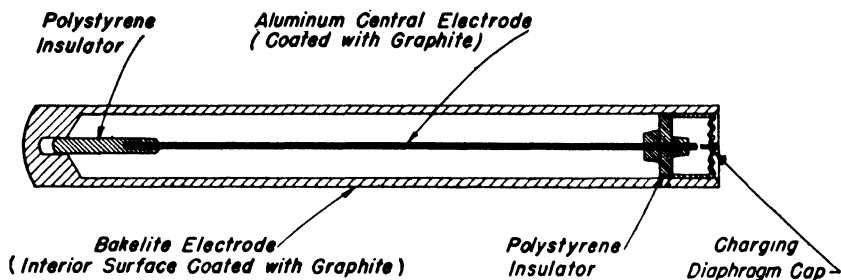 Polystyrene
Insulator
Aluminum Central Electrode
(Coated with Graphite)
Bakelite Electrode
(Interior Surface Coated with Graphite)
Polystyrene
Insulator
Charging
Diaphragm Cap